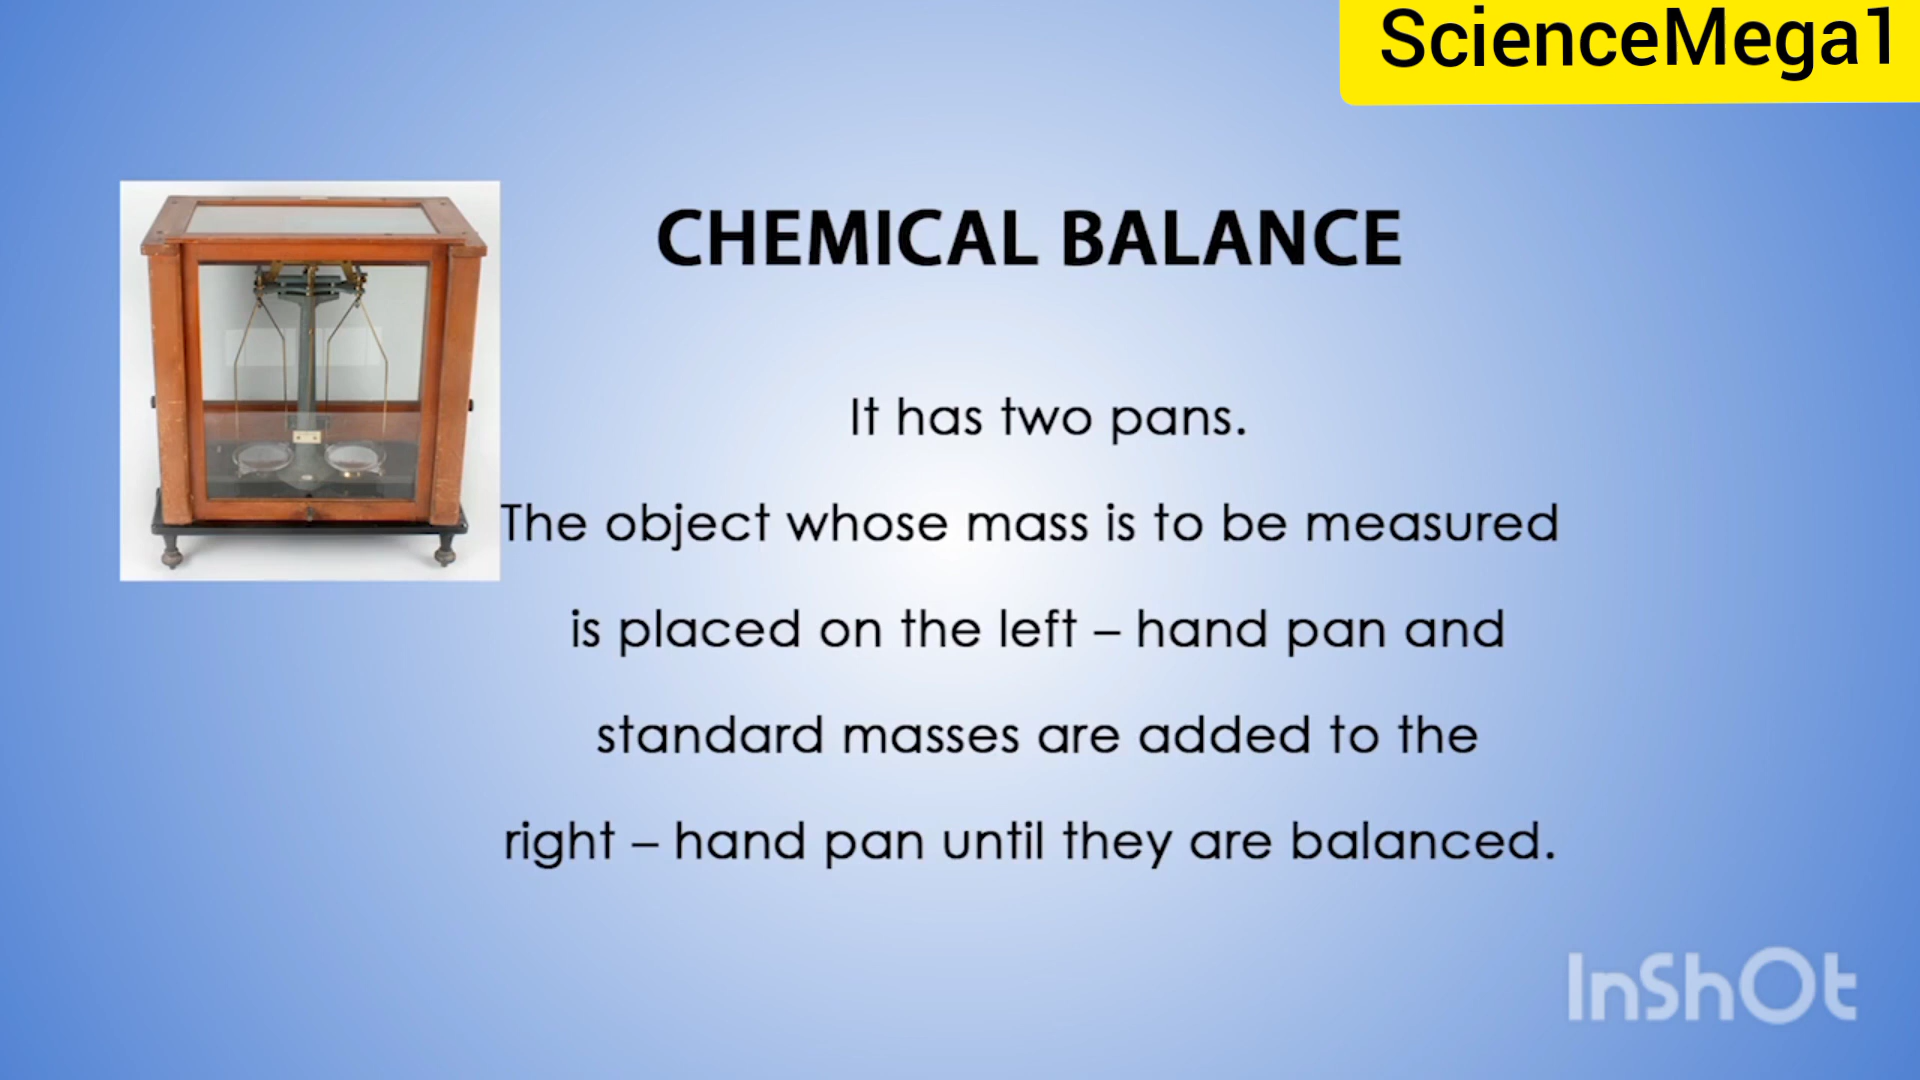 ScienceMega1
CHEMICAL BALANCE
It has two pans.
The object whose mass is to be measured
is placed on the left – hand pan and
standard masses are added to the
right – hand pan until they are balanced.
InShOt